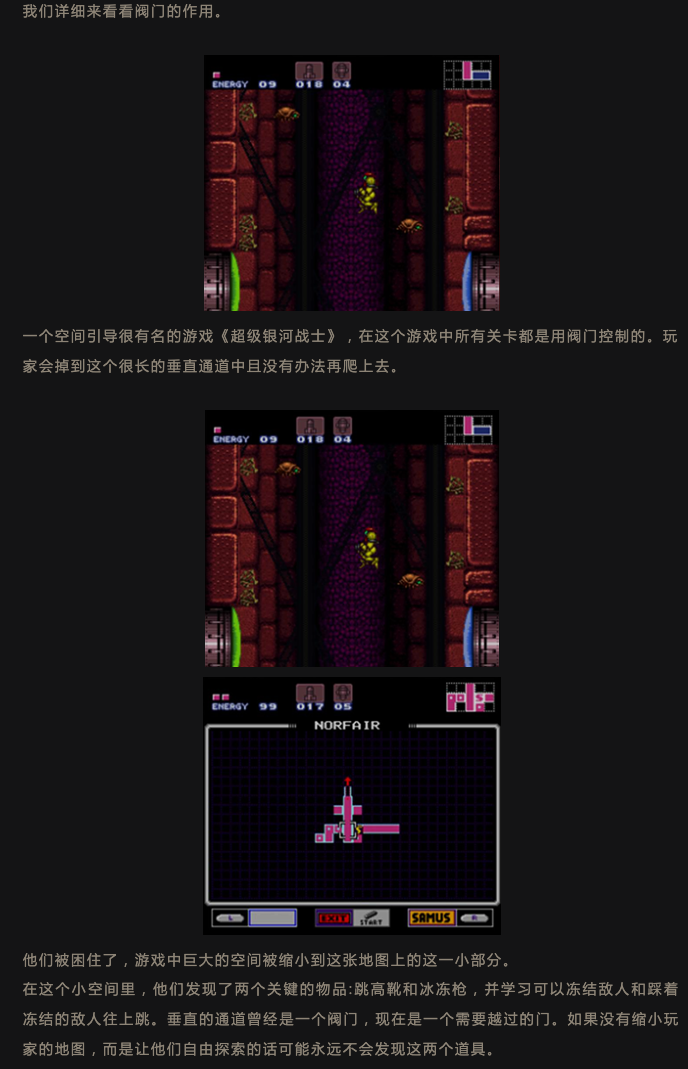 我们详细来看看阀门的作用。
ENERGY 09 018 04
一个空间引导很有名的游戏《超级银河战士》，在这个游戏中所有关卡都是用阀门控制的。玩
家会掉到这个很长的垂直通道中且没有办法再爬上去。
ENERGY 09 018 04
ENERGY 99 017 05
NORFAIR
L EXIT START SAMUS R
他们被困住了，游戏中巨大的空间被缩小到这张地图上的这一小部分。
在这个小空间里，他们发现了两个关键的物品:跳高靴和冰冻枪，并学习可以冻结敌人和踩着
冻结的敌人往上跳。垂直的通道曾经是一个阀门，现在是一个需要越过的门。如果没有缩小玩
家的地图，而是让他们自由探索的话可能永远不会发现这两个道具。